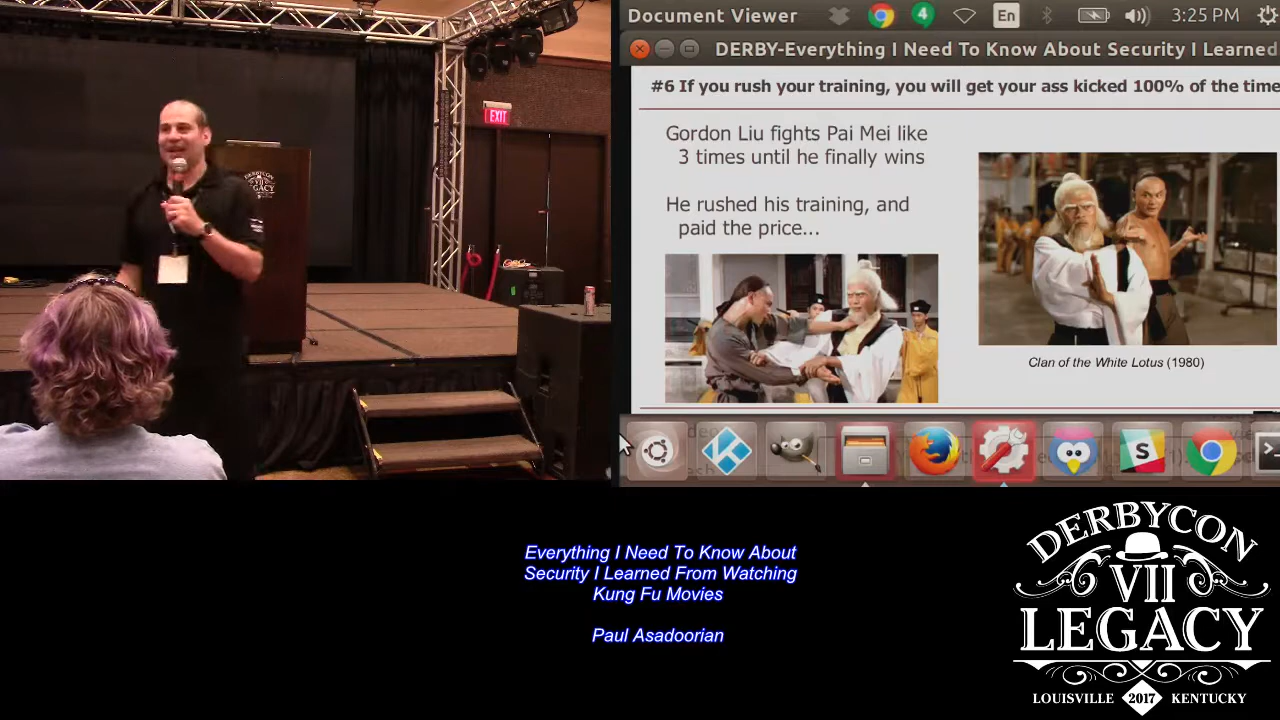 EXIT
DERBYCON
VII
LEGACY
Document Viewer
4
En
3:25 PM
DERBY-Everything I Need To Know About Security I Learned
#6 If you rush your training, you will get your ass kicked 100% of the time
Gordon Liu fights Pai Mei like
3 times until he finally wins
He rushed his training, and
paid the price...
Clan of the White Lotus (1980)
S
>_
Everything I Need To Know About
Security I Learned From Watching
Kung Fu Movies
Paul Asadoorian
DERBYCON
VII
LEGACY
LOUISVILLE 2017 KENTUCKY